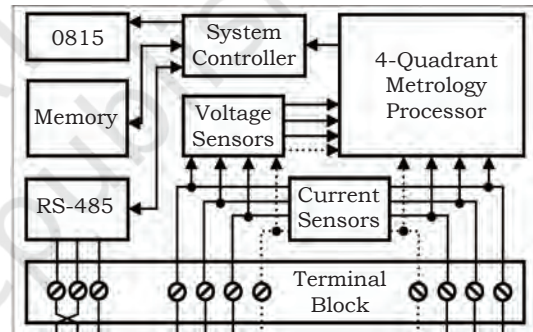 0815
System
Controller
4-Quadrant
Metrology
Processor
Memory
Voltage
Sensors
RS-485
Current
Sensors
Terminal
Block